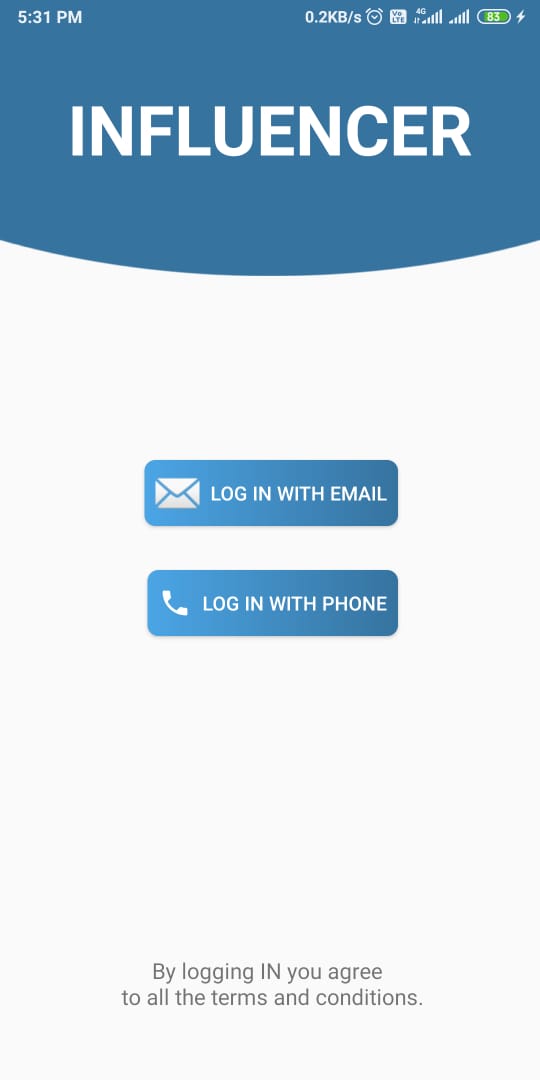 5:31 PM 0.2KB/s Vo LTE 4G 83
INFLUENCER
LOG IN WITH EMAIL
LOG IN WITH PHONE
By logging IN you agree
to all the terms and conditions.